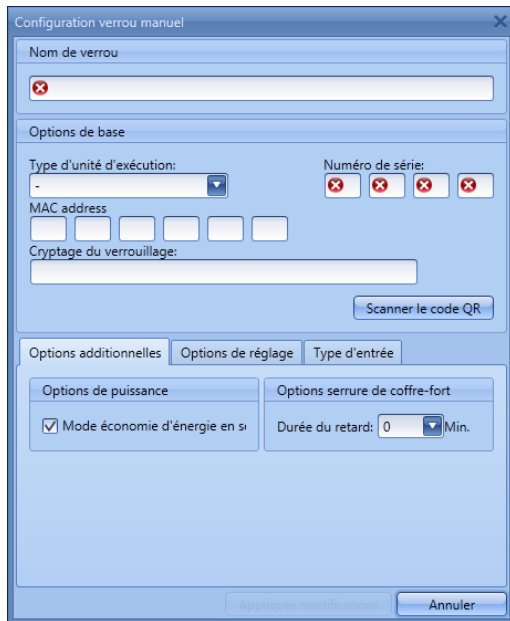 Configuration verrou manuel
Nom de verrou
Options de base
Type d'unité d'exécution:
Numéro de série:
-
MAC address
Cryptage du verrouillage:
Scanner le code QR
Options additionnelles
Options de réglage
Type d'entrée
Options de puissance
Options serrure de coffre-fort
Mode économie d'énergie en se
Durée du retard: 0 Min.
Appliquer modifications
Annuler